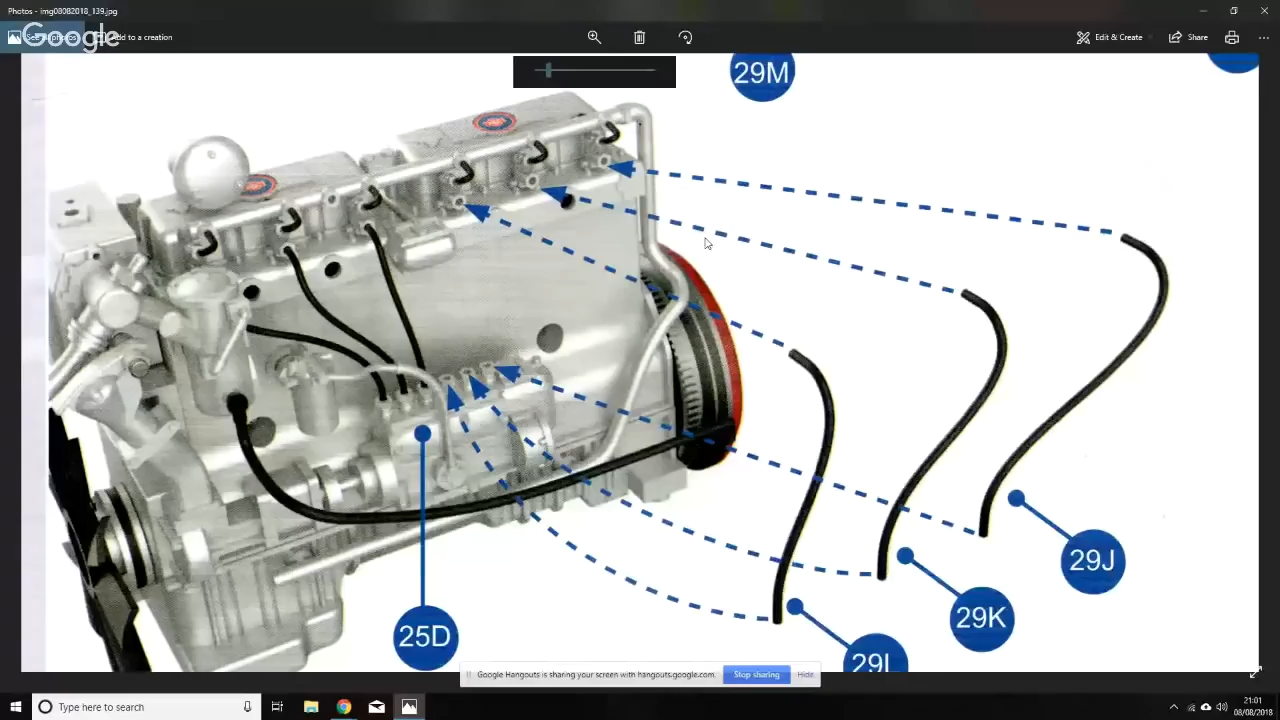 Photos - img08082018_139.jpg
Google
Add to a creation
Edit & Create
Share
29M
29J
29K
25D
29L
Google Hangouts is sharing your screen with hangouts.google.com.
Stop sharing
Hide
Type here to search
21:01
08/08/2018